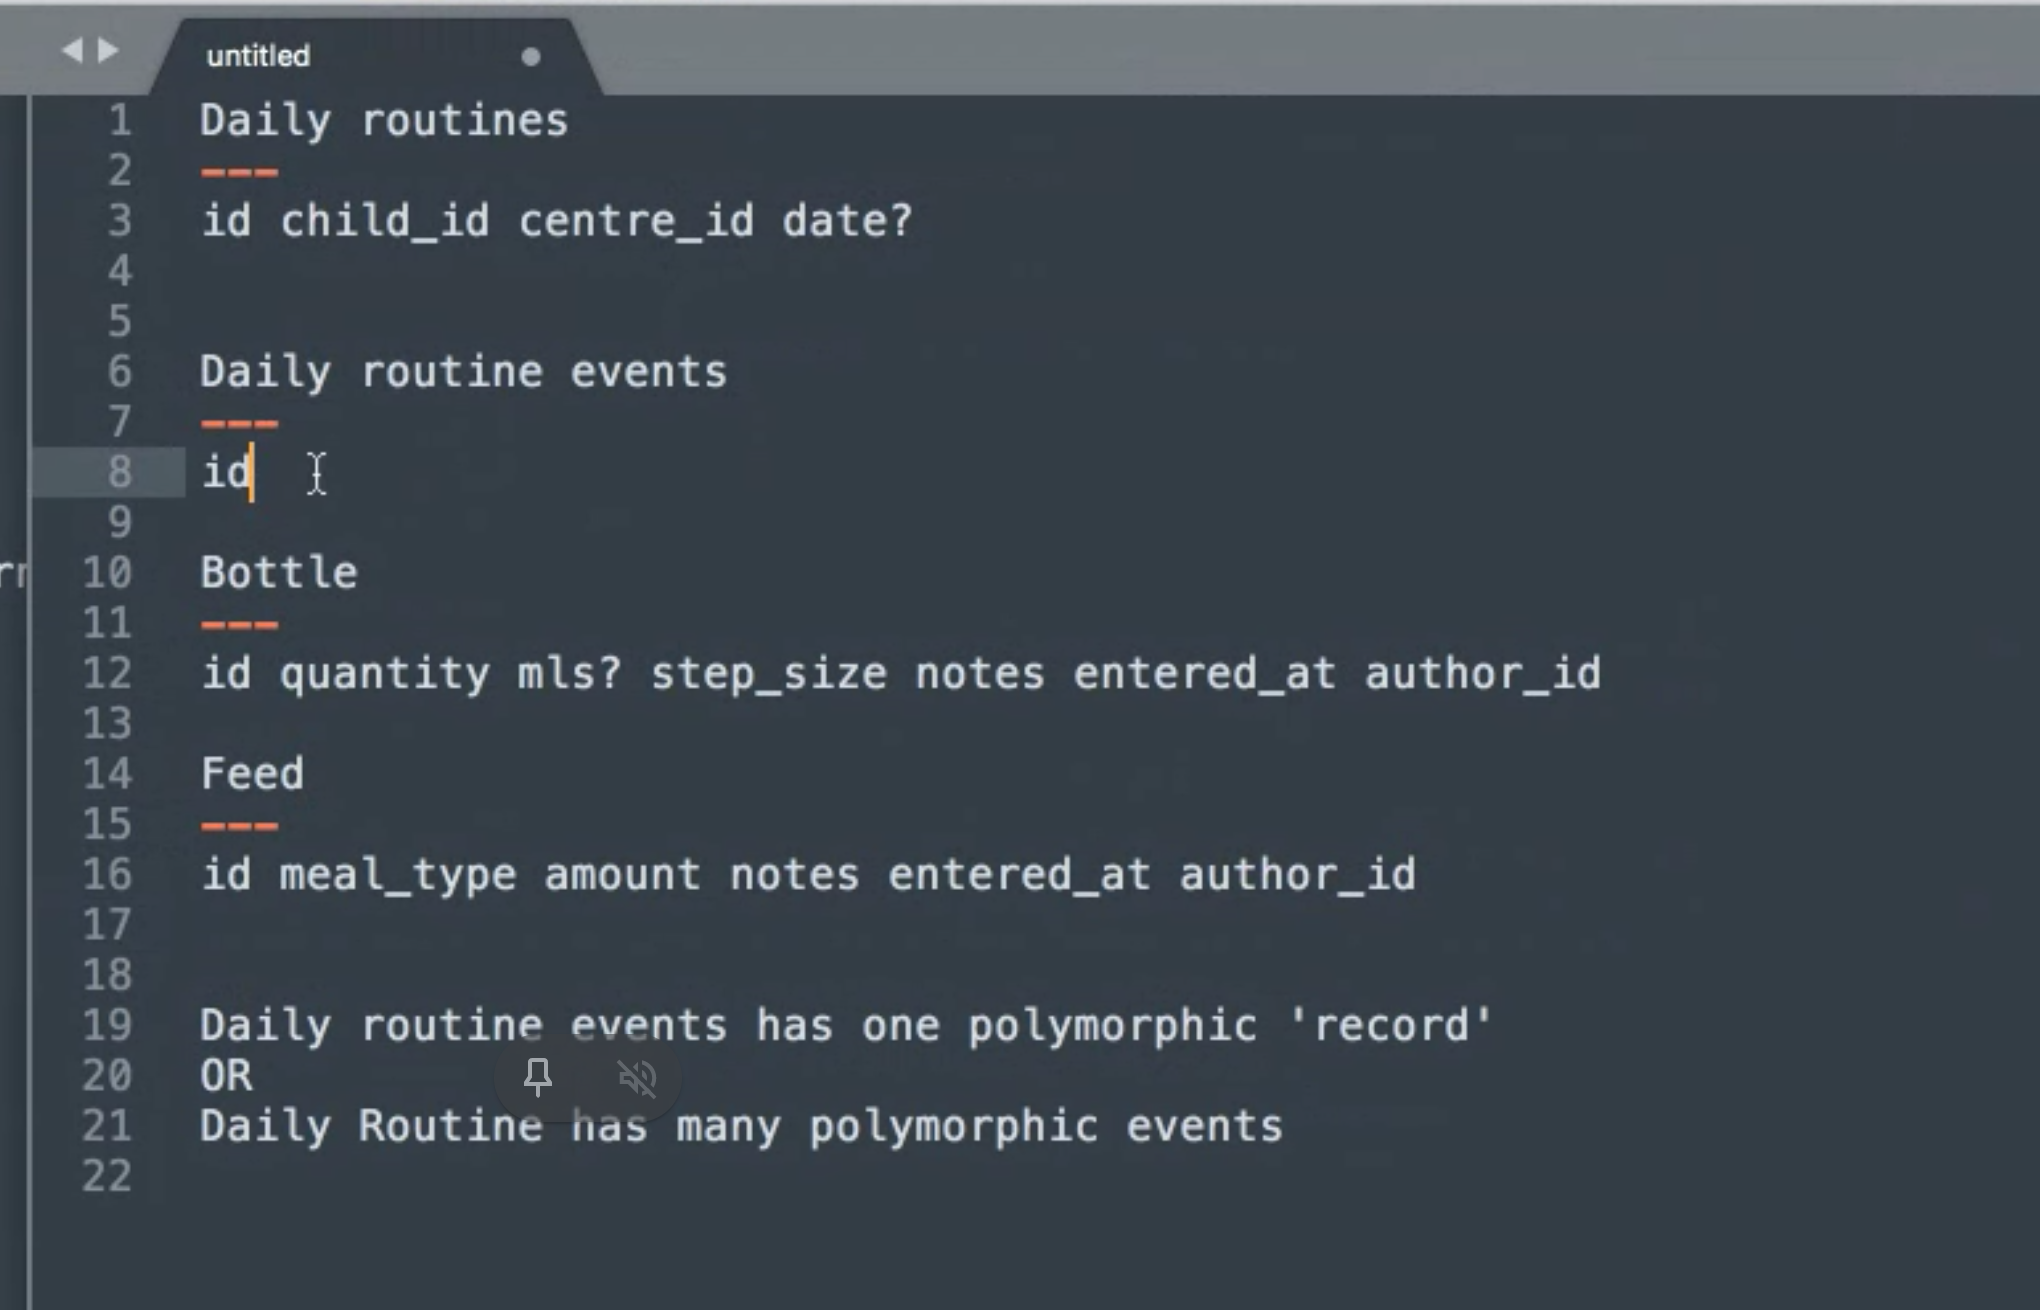 untitled
1 Daily routines
2 ---
3 id child_id centre_id date?
4
5
6 Daily routine events
7 ---
8 id
9
10 Bottle
11 ---
12 id quantity mls? step_size notes entered_at author_id
13
14 Feed
15 ---
16 id meal_type amount notes entered_at author_id
17
18
19 Daily routine events has one polymorphic 'record'
20 OR
21 Daily Routine has many polymorphic events
22